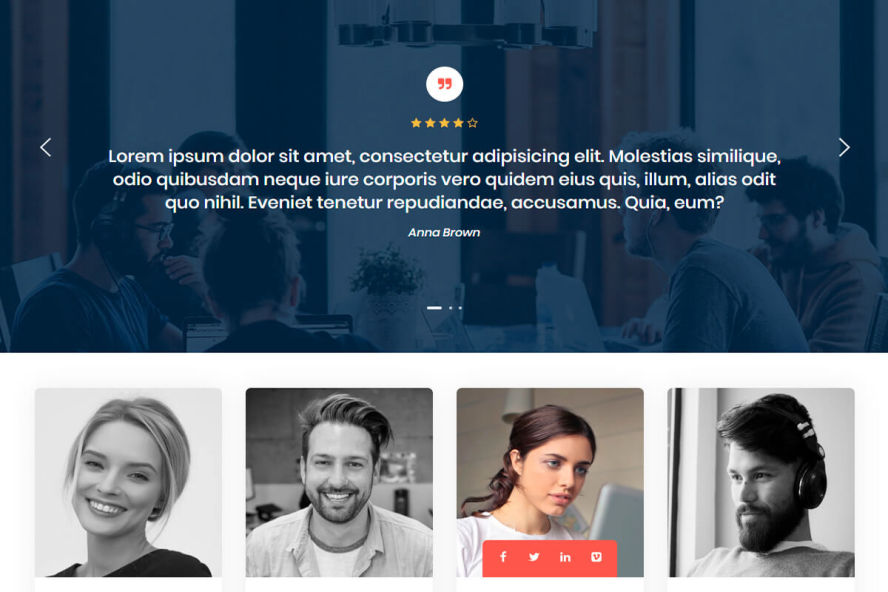 Lorem ipsum dolor sit amet, consectetur adipisicing elit. Molestias similique,
odio quibusdam neque iure corporis vero quidem eius quis, illum, alias odit
quo nihil. Eveniet tenetur repudiandae, accusamus. Quia, eum?
Anna Brown